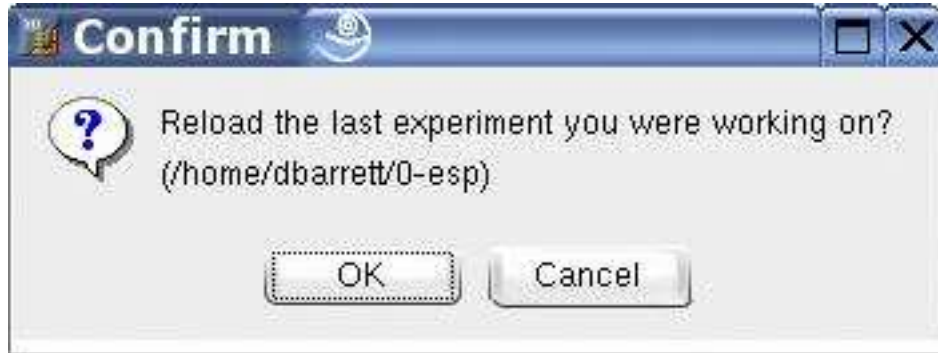 Confirm
Reload the last experiment you were working on?
(/home/dbarrett/0-esp)
OK
Cancel